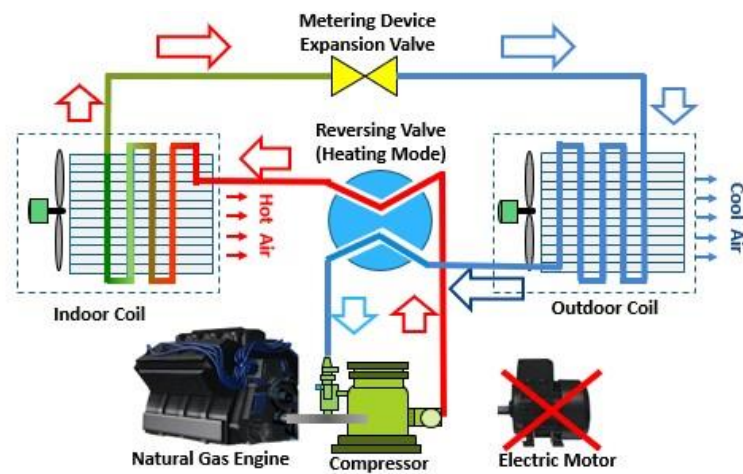 Metering Device
Expansion Valve
Reversing Valve
(Heating Mode)
Hot Air
Cool Air
Indoor Coil
Outdoor Coil
Natural Gas Engine
Compressor
Electric Motor